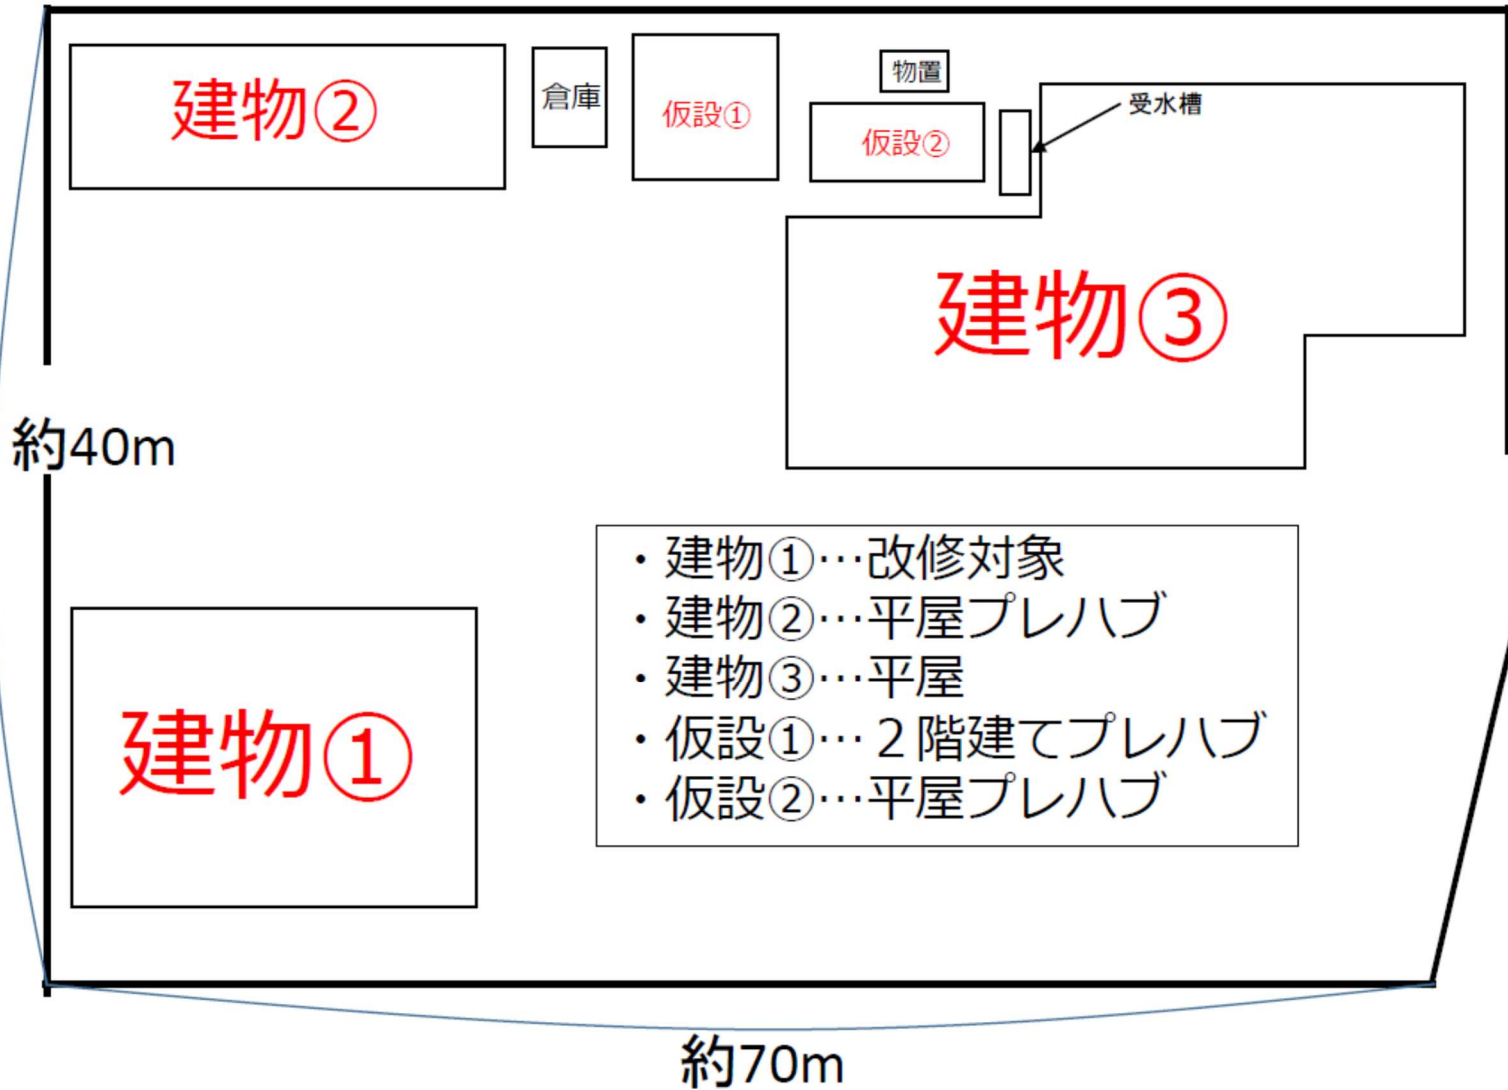 建物②
倉庫
仮設①
物置
仮設②
受水槽
建物③
約40m
・建物①…改修対象
・建物②…平屋プレハブ
・建物③…平屋
・仮設①…２階建てプレハブ
・仮設②…平屋プレハブ
建物①
約70m